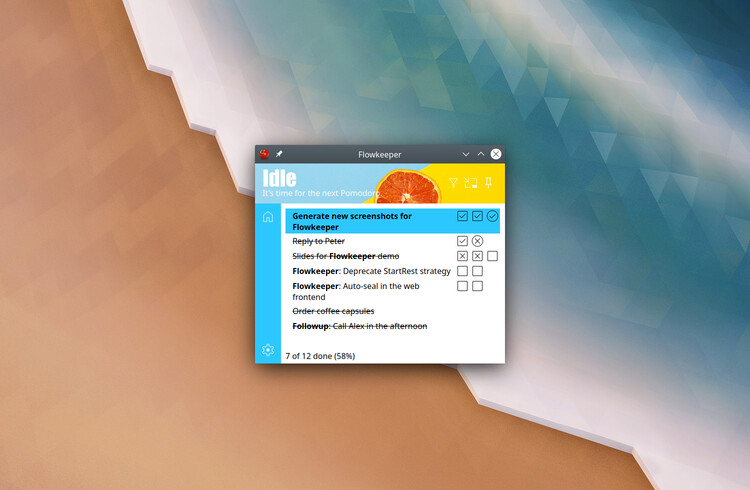 Flowkeeper
Idle
It's time for the next Pomodoro.
Generate new screenshots for
Flowkeeper
Reply to Peter
Slides for Flowkeeper demo
Flowkeeper: Deprecate StartRest strategy
Flowkeeper: Auto-seal in the web
frontend
Order coffee capsules
Followup: Call Alex in the afternoon
7 of 12 done (58%)